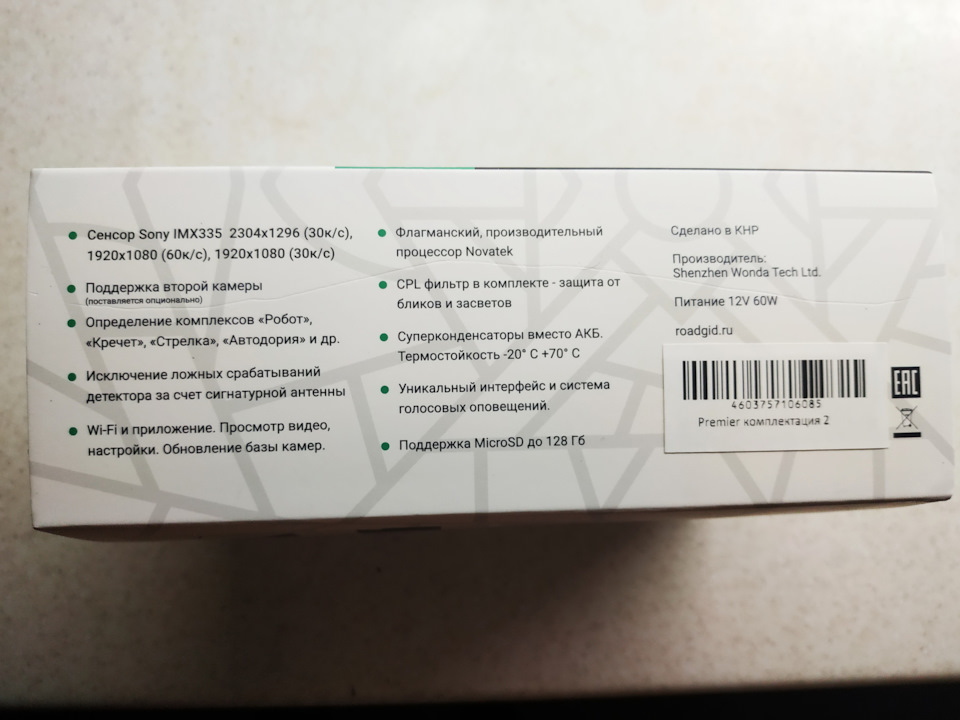 Сенсор Sony IMX335 2304x1296 (30к/с),
1920x1080 (60к/с), 1920x1080 (30к/с)
Поддержка второй камеры
(поставляется опционально)
Определение комплексов «Робот»,
«Кречет», «Стрелка», «Автодория» и др.
Исключение ложных срабатываний
детектора за счет сигнатурной антенны
Wi-Fi и приложение. Просмотр видео,
настройки. Обновление базы камер.
Флагманский, производительный
процессор Novatek
CPL фильтр в комплекте - защита от
бликов и засветов
Суперконденсаторы вместо АКБ.
Термостойкость -20° C +70° C
Уникальный интерфейс и система
голосовых оповещений.
Поддержка MicroSD до 128 Гб
Сделано в КНР
Производитель:
Shenzhen Wonda Tech Ltd.
Питание 12V 60W
roadgid.ru
4603757106085
Premier комплектация 2
EAC